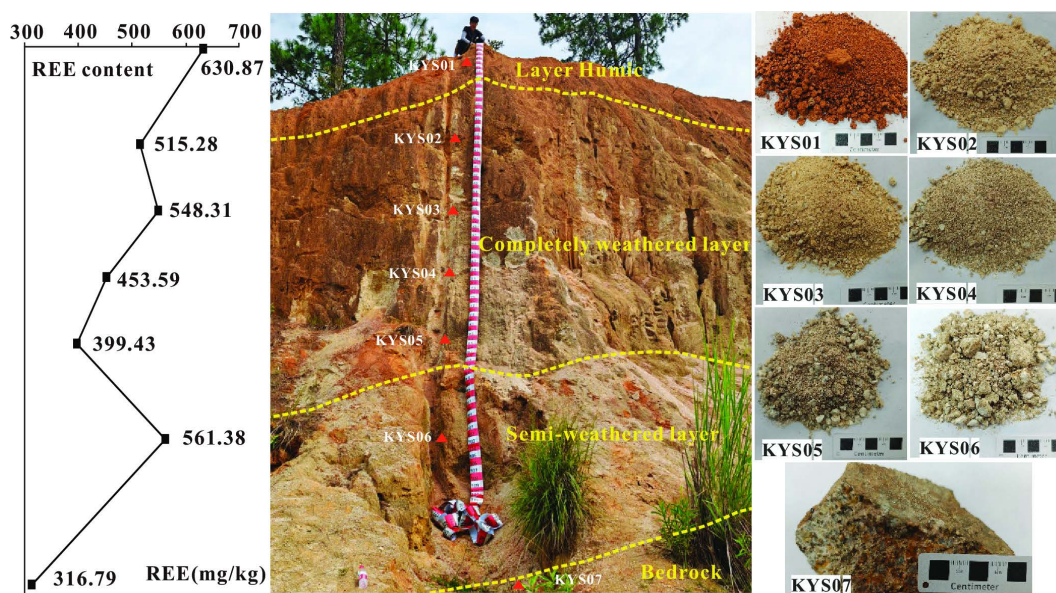 300 400 500 600 700
REE content
630.87
515.28
548.31
453.59
399.43
561.38
316.79
REE(mg/kg)
KYS01
Layer Humic
KYS02
KYS03
Completely weathered layer
KYS04
KYS05
KYS06
Semi-weathered layer
KYS07
Bedrock
KYS01
KYS02
KYS03
KYS04
KYS05
KYS06
KYS07
Centimeter